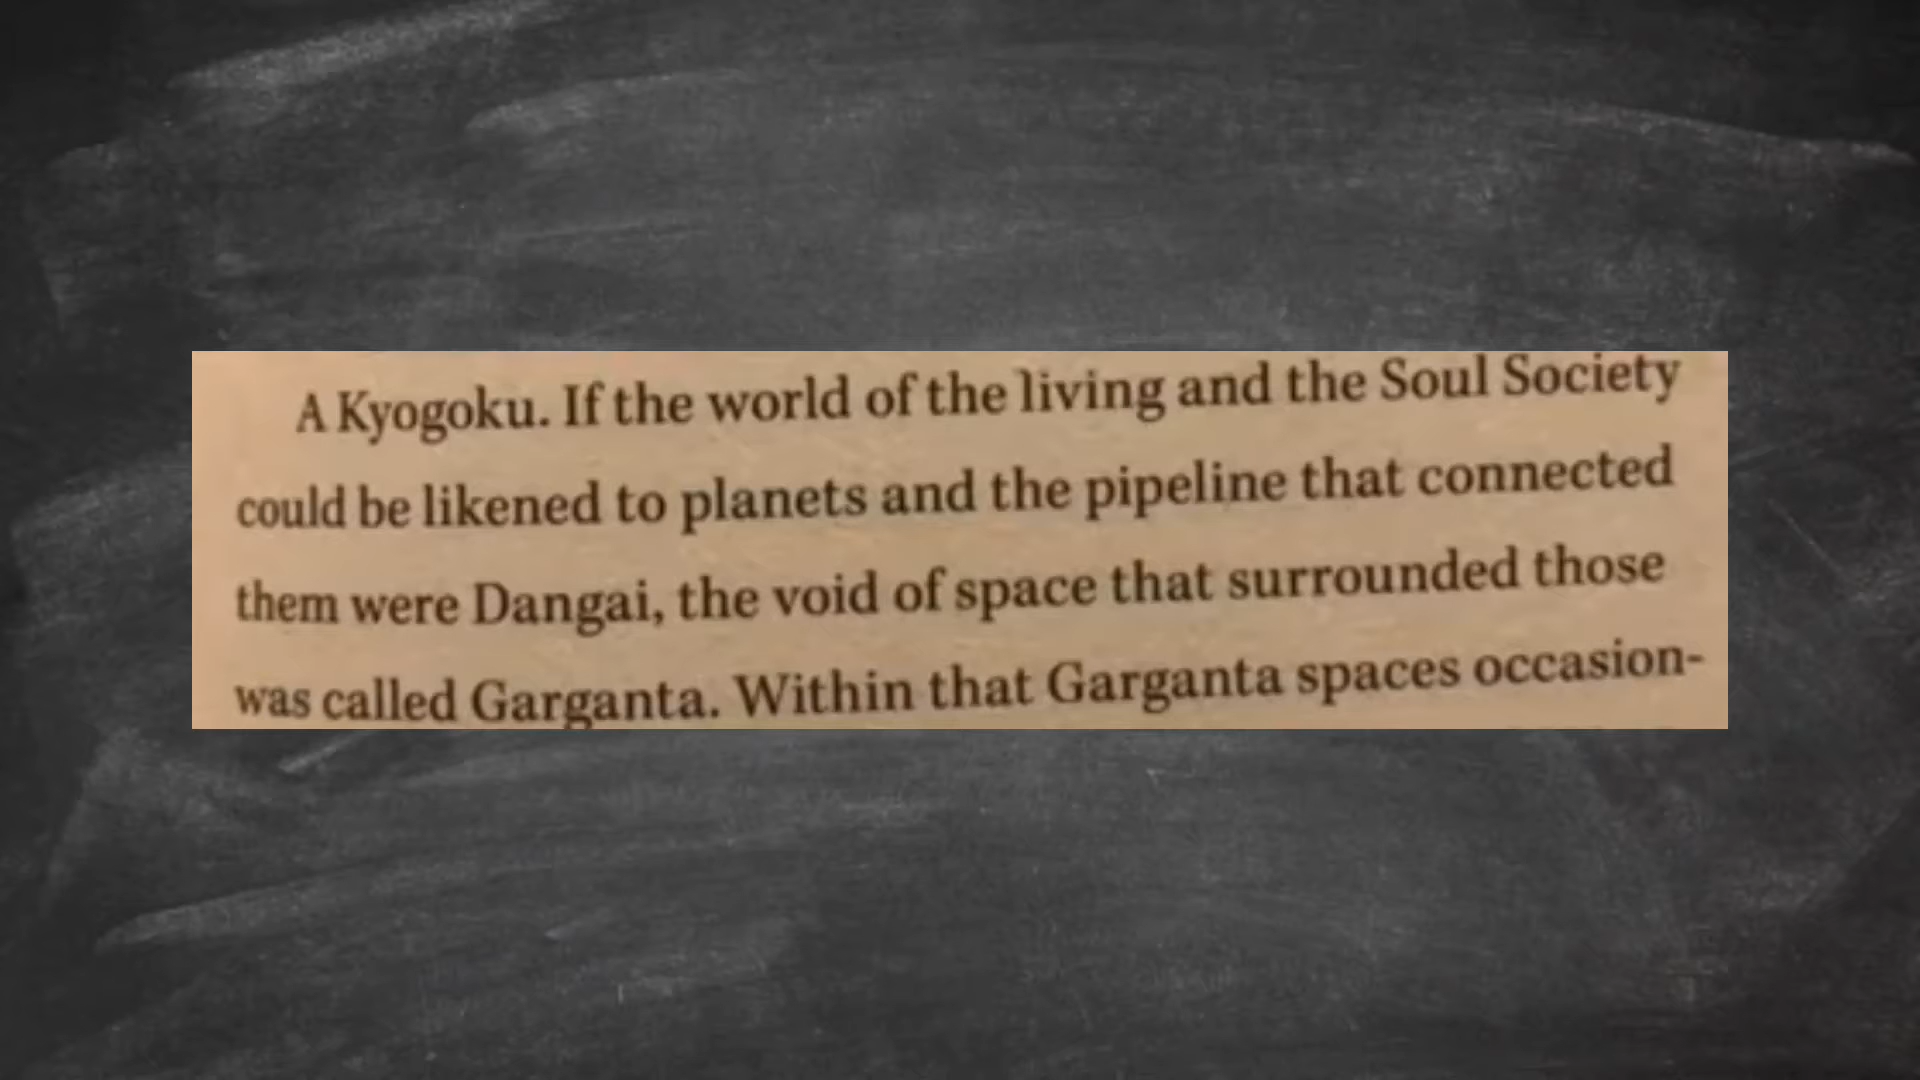 A Kyogoku. If the world of the living and the Soul Society
could be likened to planets and the pipeline that connected
them were Dangai, the void of space that surrounded those
was called Garganta. Within that Garganta spaces occasion-